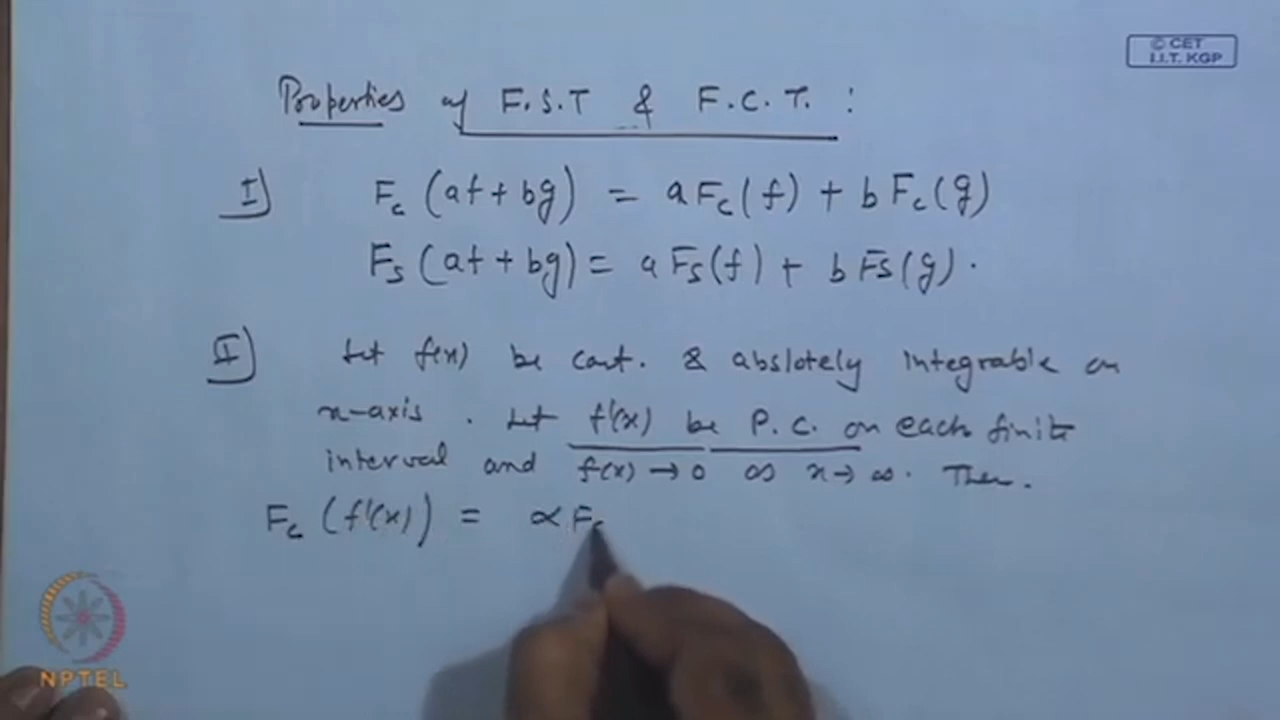 © CET
I.I.T. KGP
Properties of F.S.T & F.C.T. :
I) Fc (af + bg) = a Fc(f) + b Fc(g)
Fs (af + bg) = a Fs(f) + b Fs(g).
II) Let f(x) be cont. & abslotely integrable on
x-axis. Let f'(x) be P.C. on each finite
interval and f(x) → 0 as x → ∞. Then.
Fc (f'(x)) = α F
NPTEL